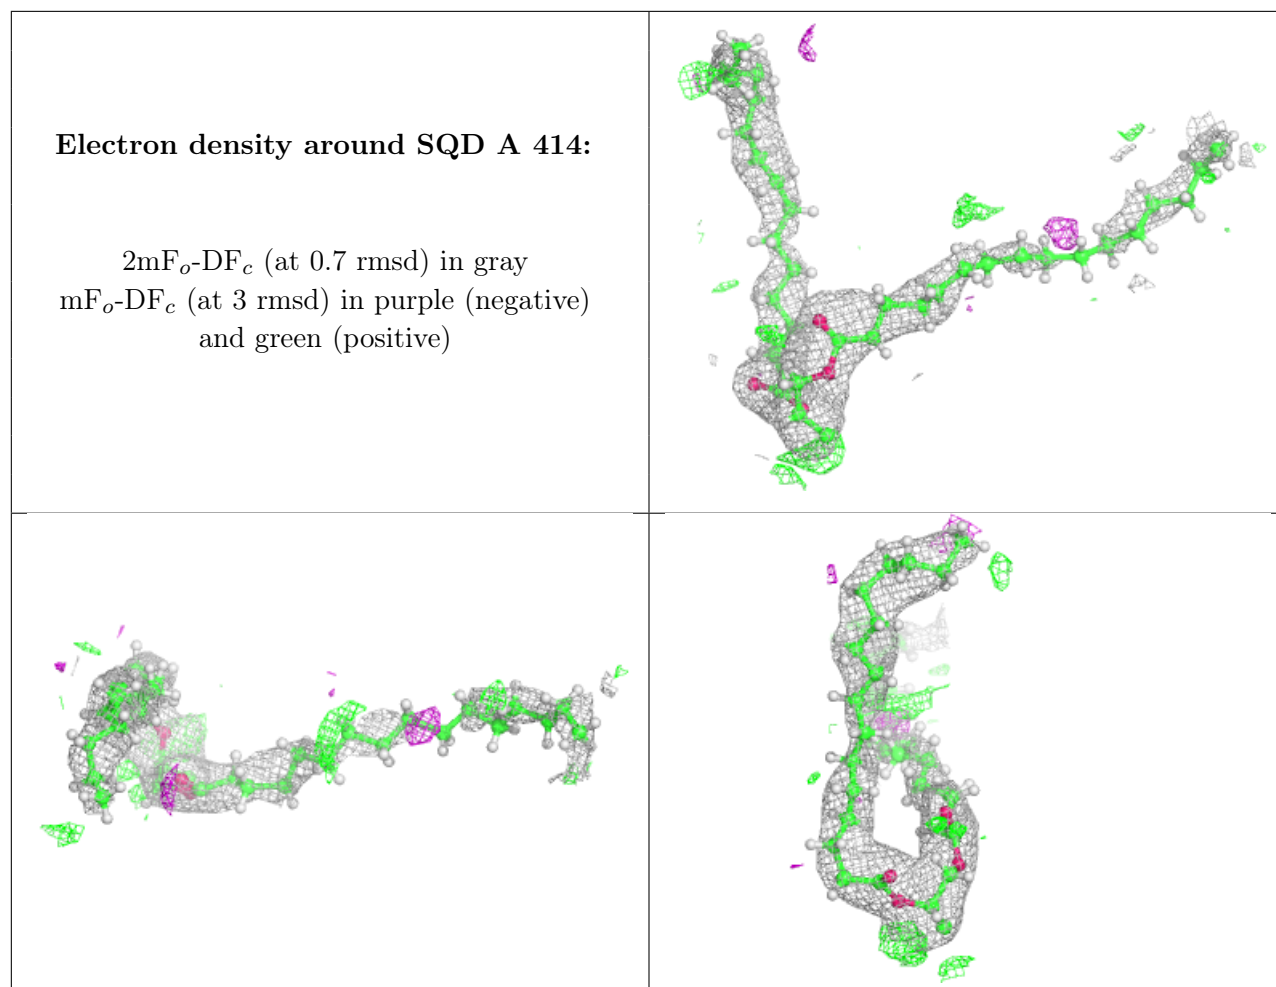 Electron density around SQD A 414:
2mFo-DFc (at 0.7 rmsd) in gray
mFo-DFc (at 3 rmsd) in purple (negative)
and green (positive)